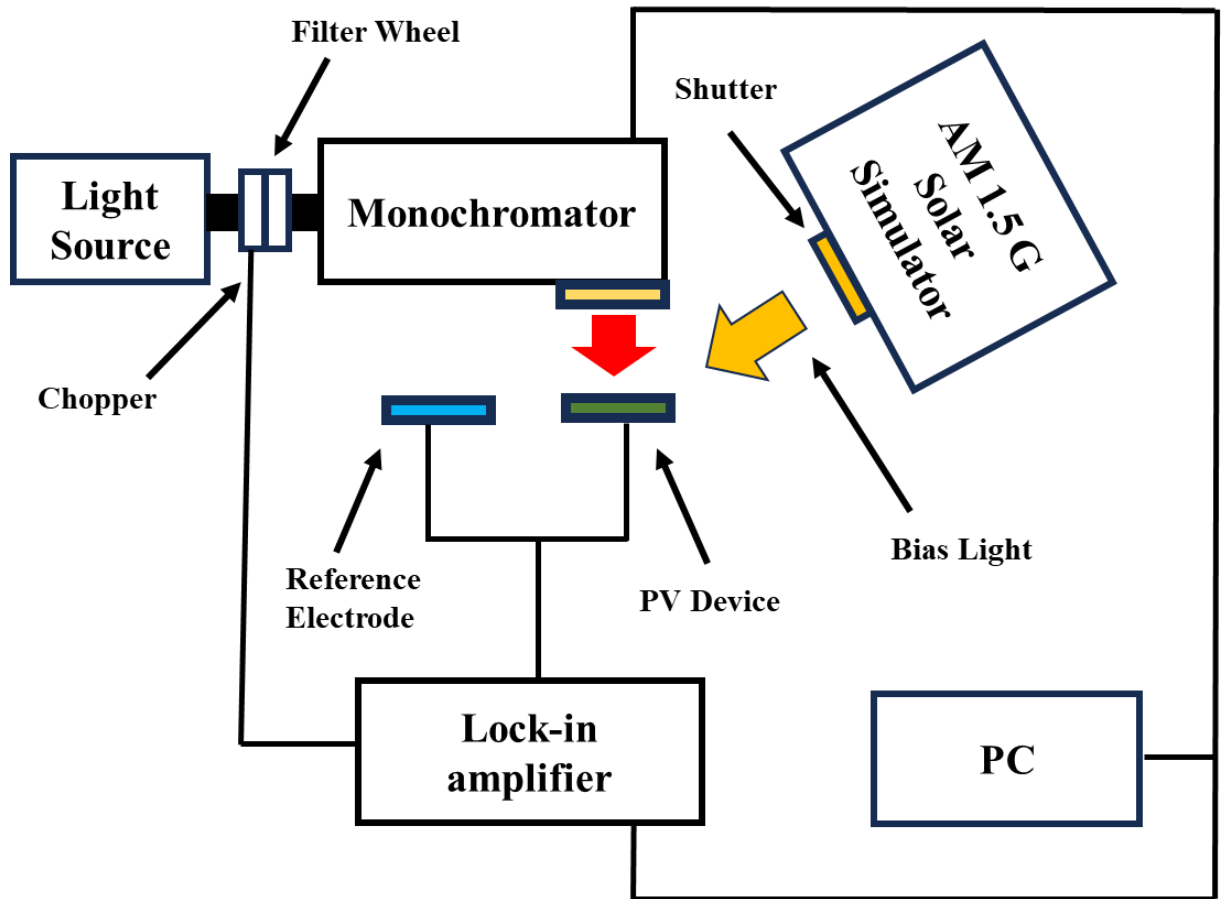 Filter Wheel
Shutter
AM 1.5 G
Solar
Simulator
Light
Source
Monochromator
Chopper
Bias Light
Reference
Electrode
PV Device
Lock-in
amplifier
PC